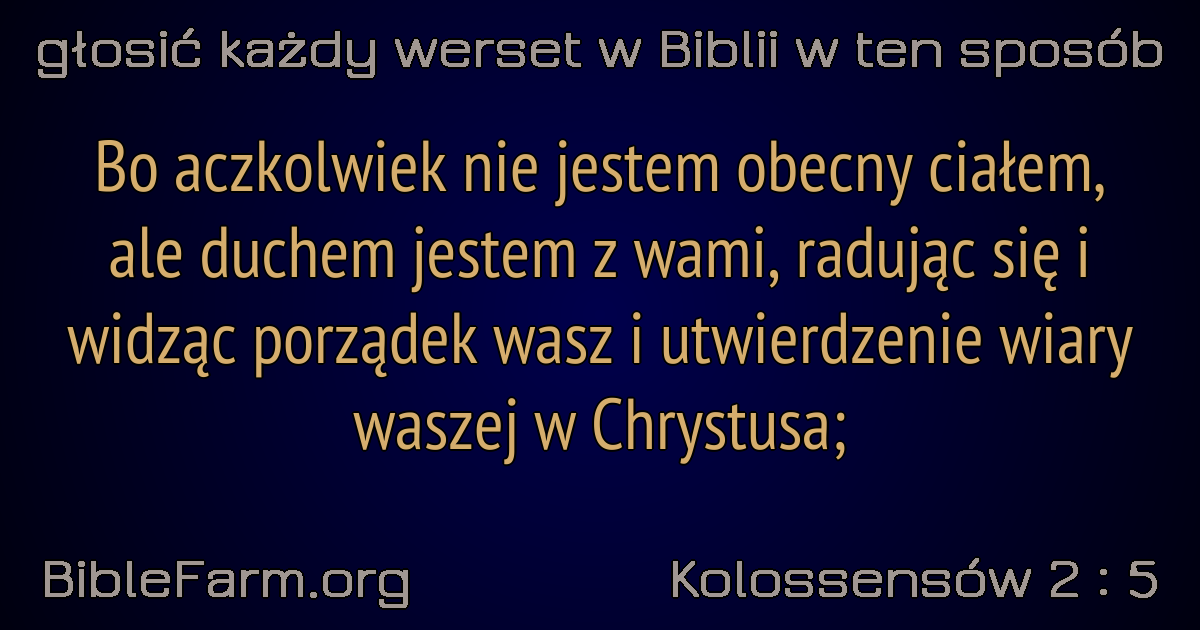 głosić każdy werset w Biblii w ten sposób
Bo aczkolwiek nie jestem obecny ciałem,
ale duchem jestem z wami, radując się i
widząc porządek wasz i utwierdzenie wiary
waszej w Chrystusa;
BibleFarm.org
Kolossensów 2 : 5